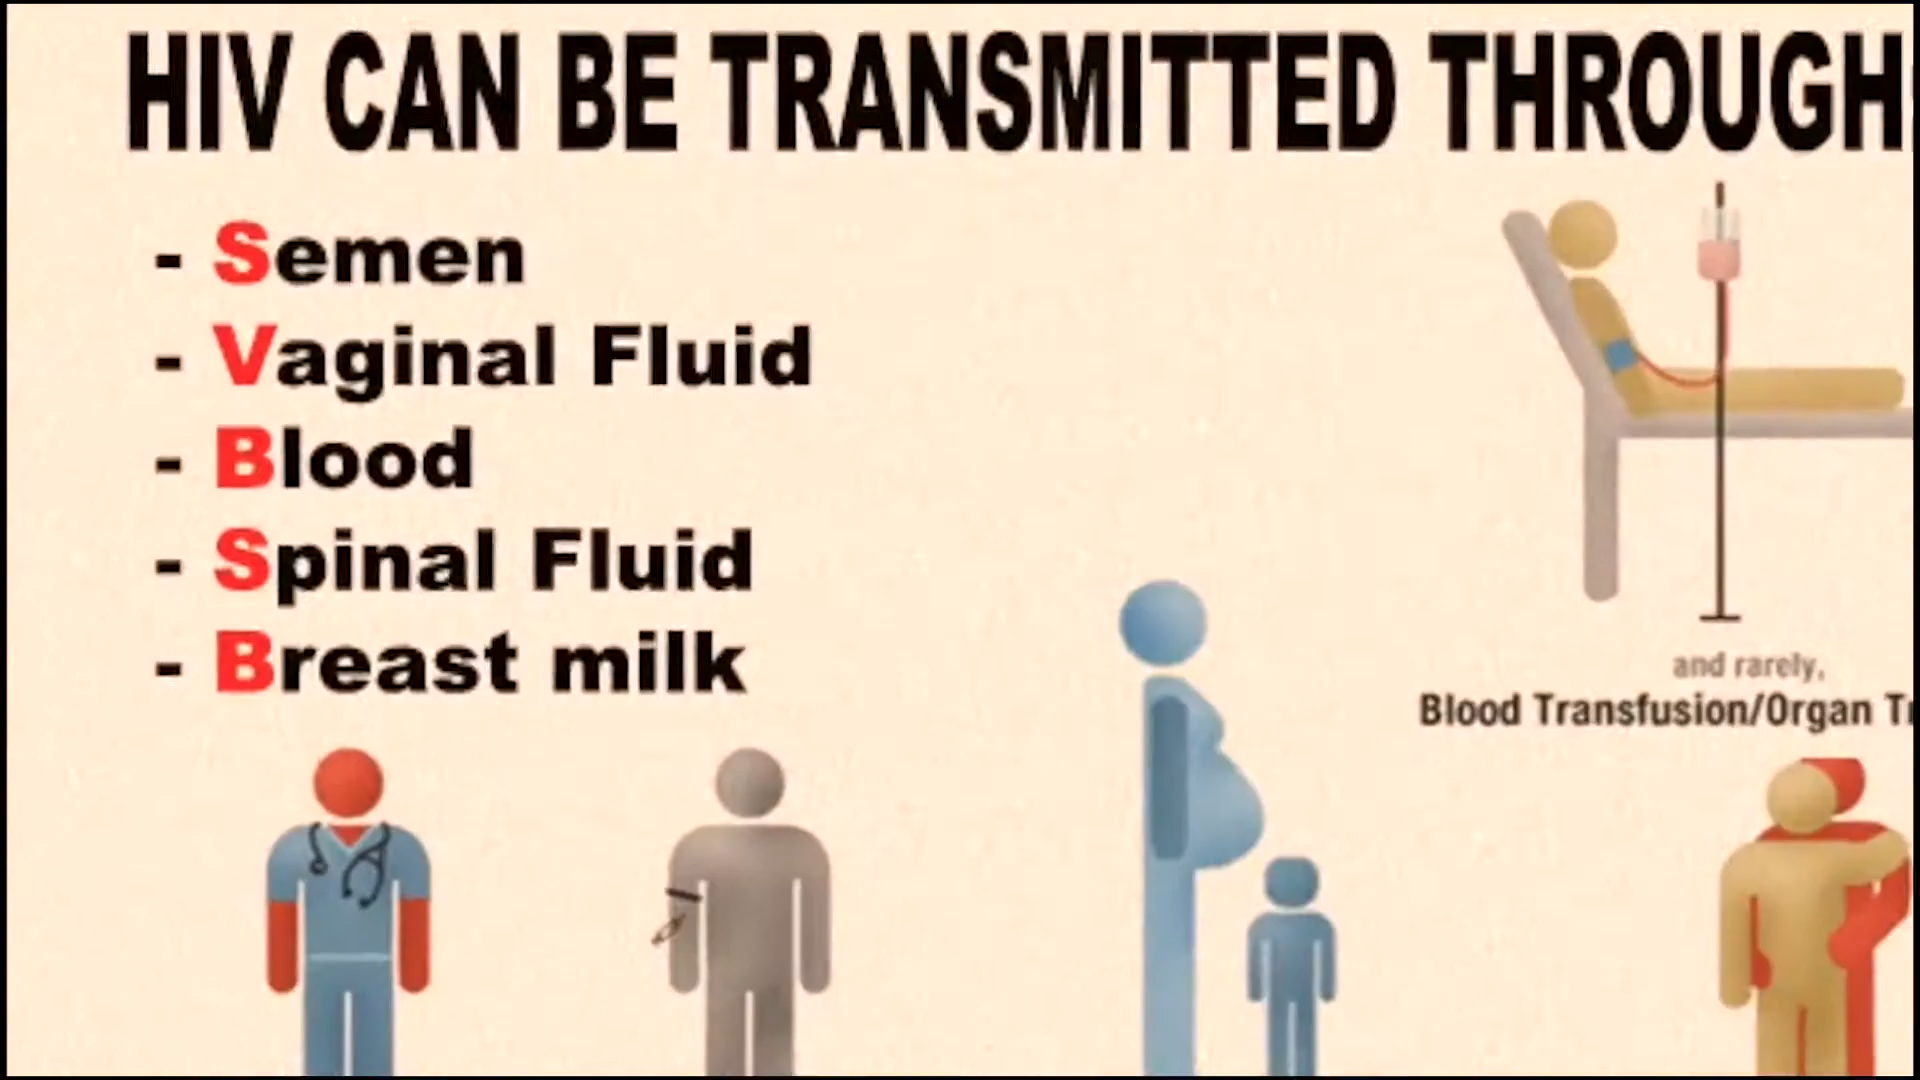 HIV CAN BE TRANSMITTED THROUGH
- Semen
- Vaginal Fluid
- Blood
- Spinal Fluid
- Breast milk
and rarely,
Blood Transfusion/Organ